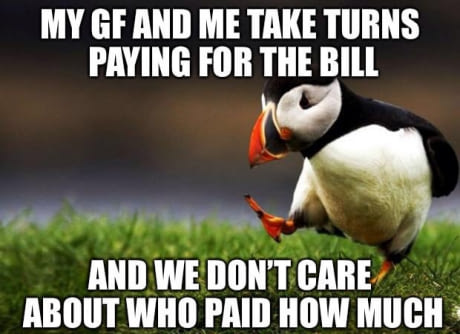 MY GF AND ME TAKE TURNS
PAYING FOR THE BILL
AND WE DON'T CARE
ABOUT WHO PAID HOW MUCH